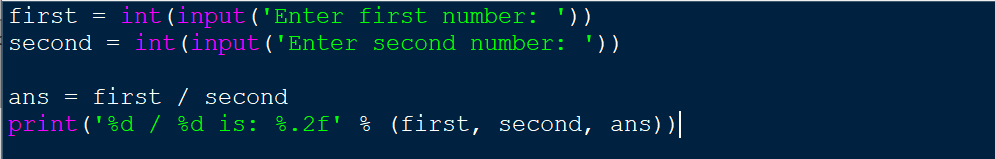 first = int(input('Enter first number: '))
second = int(input('Enter second number: '))
ans = first / second
print('%d / %d is: %.2f' % (first, second, ans))